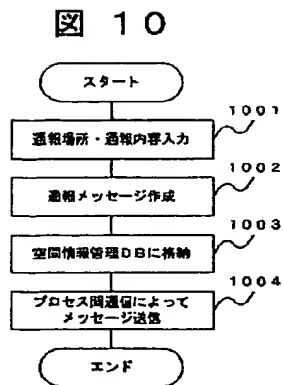 図 10
スタート
1001
通報場所・通報内容入力
1002
通報メッセージ作成
1003
空間情報管理DBに格納
1004
プロセス間通信によって
メッセージ送信
エンド